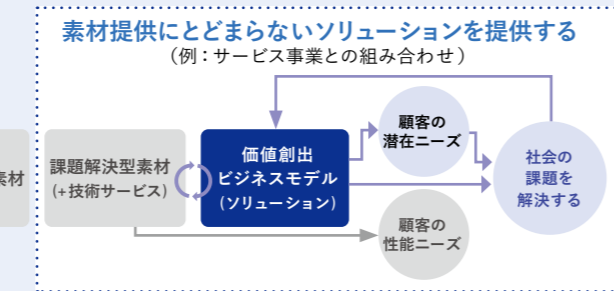 素材提供にとどまらないソリューションを提供する
(例：サービス事業との組み合わせ)
素材
課題解決型素材
(+技術サービス)
価値創出
ビジネスモデル
(ソリューション)
顧客の
潜在ニーズ
顧客の
性能ニーズ
社会の
課題を
解決する